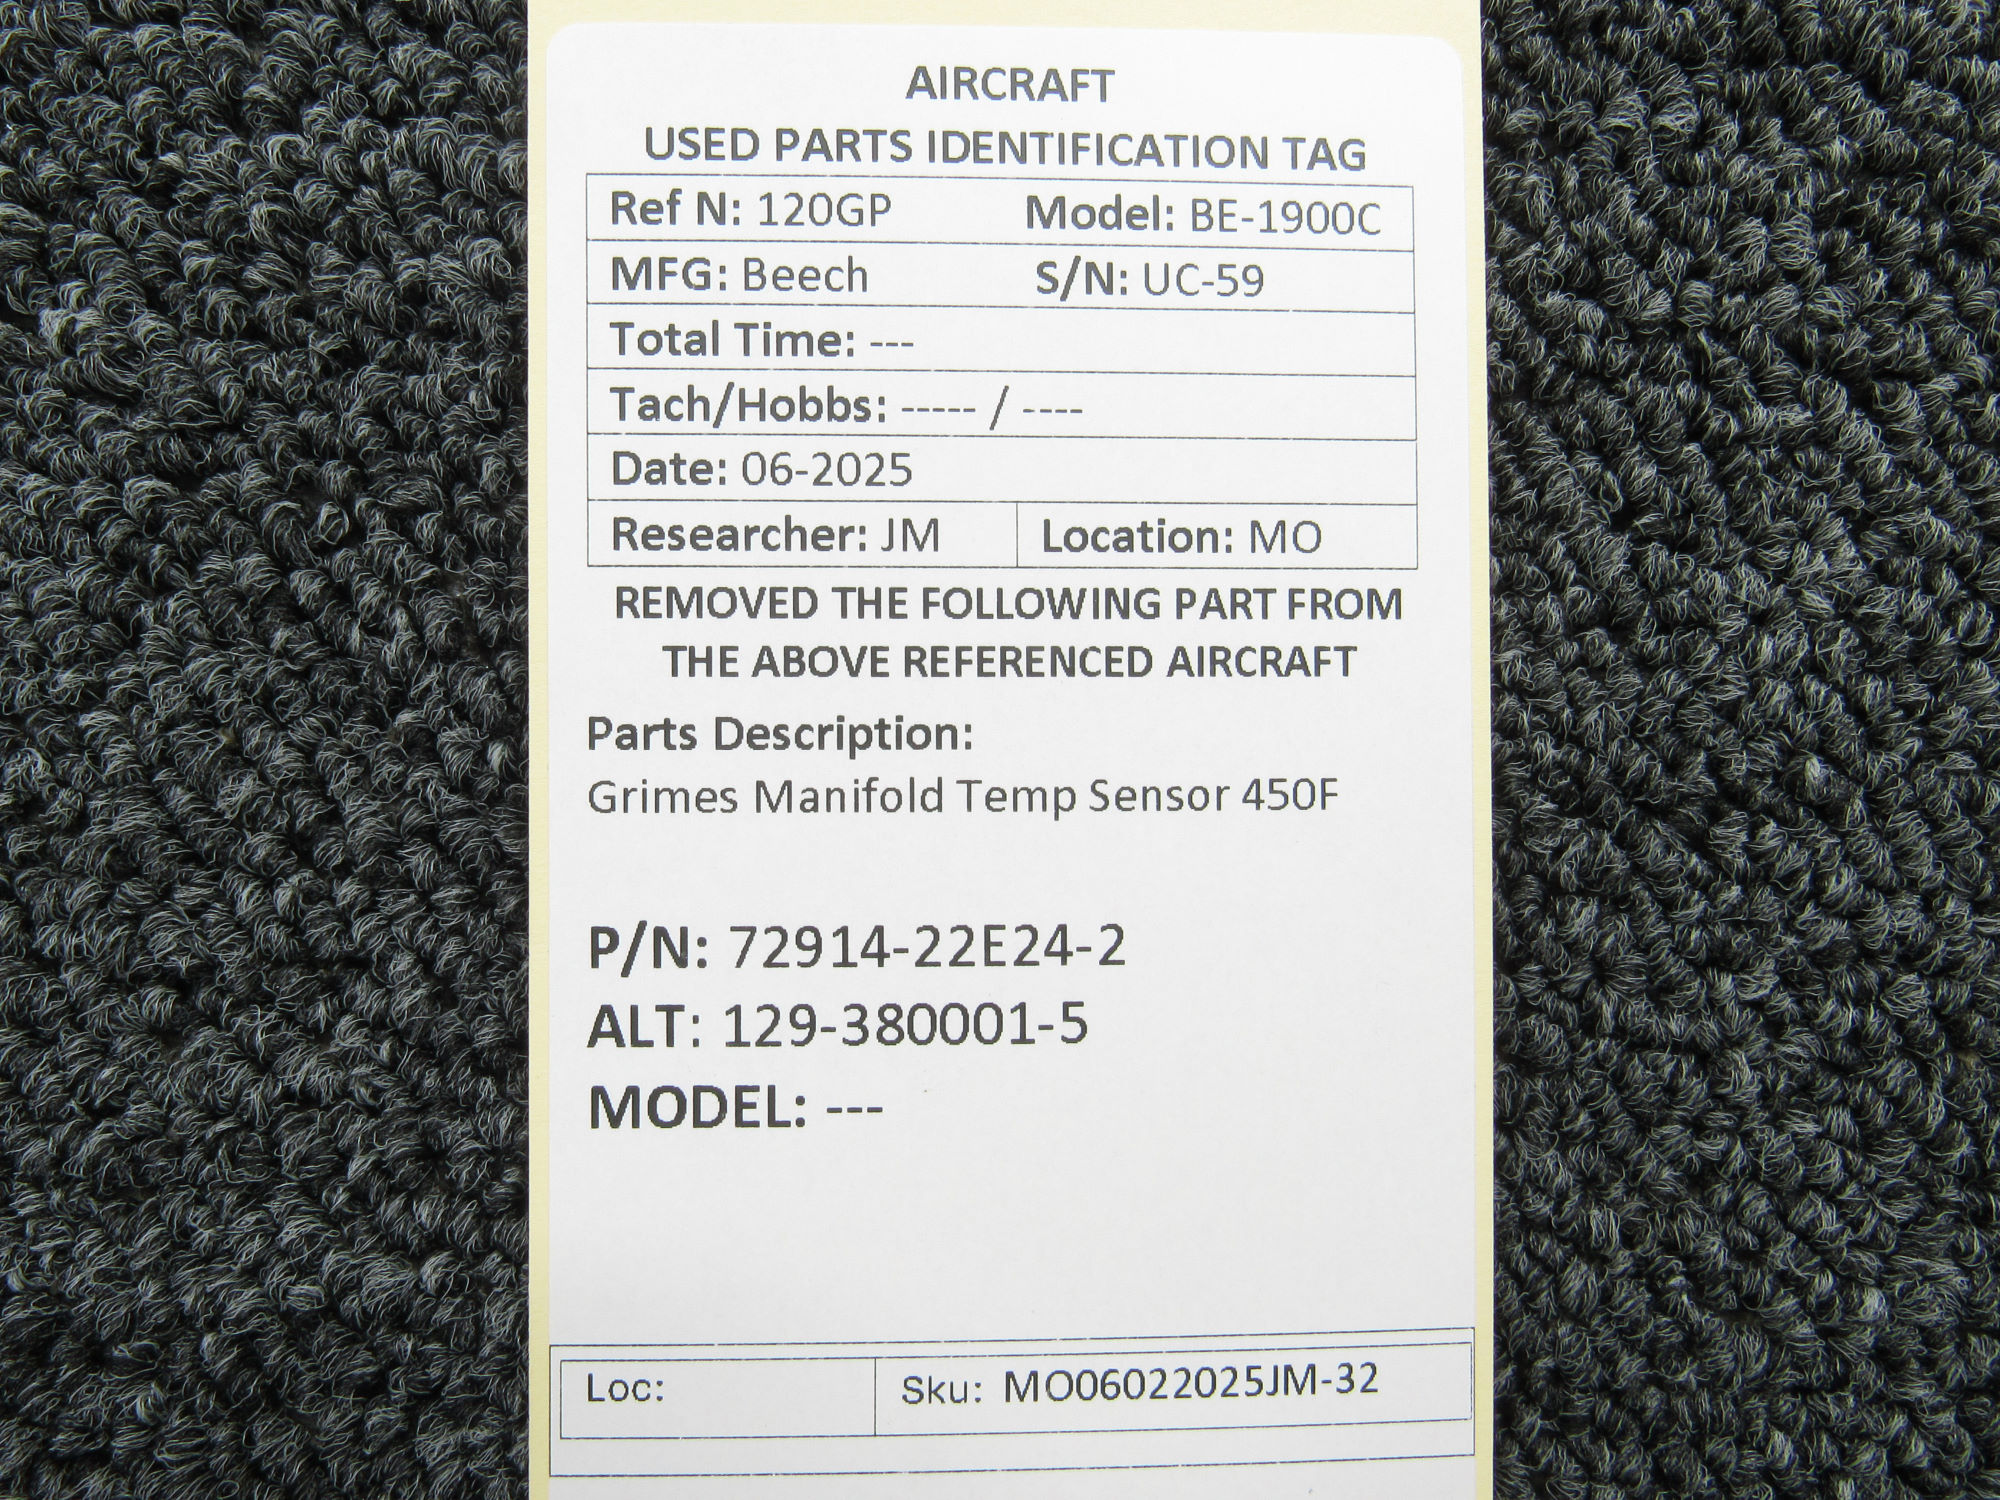 AIRCRAFT
USED PARTS IDENTIFICATION TAG
Ref N: 120GP Model: BE-1900C
MFG: Beech S/N: UC-59
Total Time: ---
Tach/Hobbs: ----- / ----
Date: 06-2025
Researcher: JM Location: MO
REMOVED THE FOLLOWING PART FROM
THE ABOVE REFERENCED AIRCRAFT
Parts Description:
Grimes Manifold Temp Sensor 450F
P/N: 72914-22E24-2
ALT: 129-380001-5
MODEL: ---
Loc: Sku: MO06022025JM-32